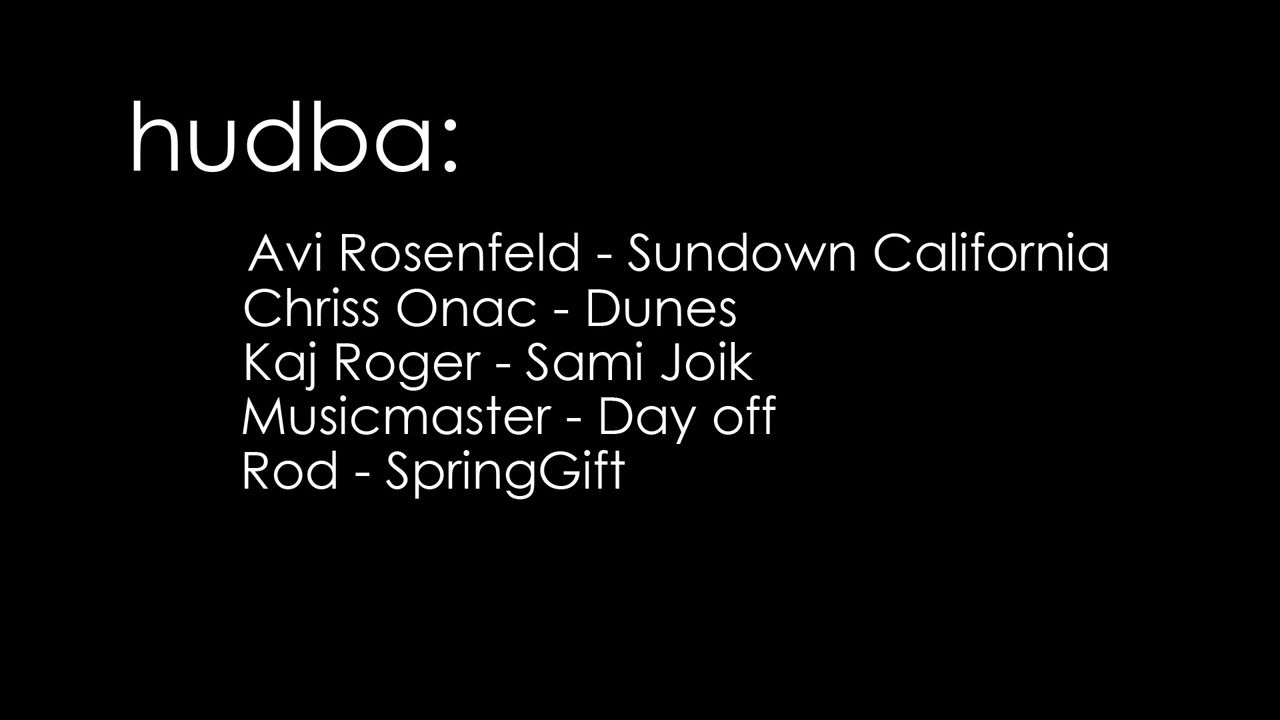 hudba:
Avi Rosenfeld - Sundown California
Chriss Onac - Dunes
Kaj Roger - Sami Joik
Musicmaster - Day off
Rod - SpringGift